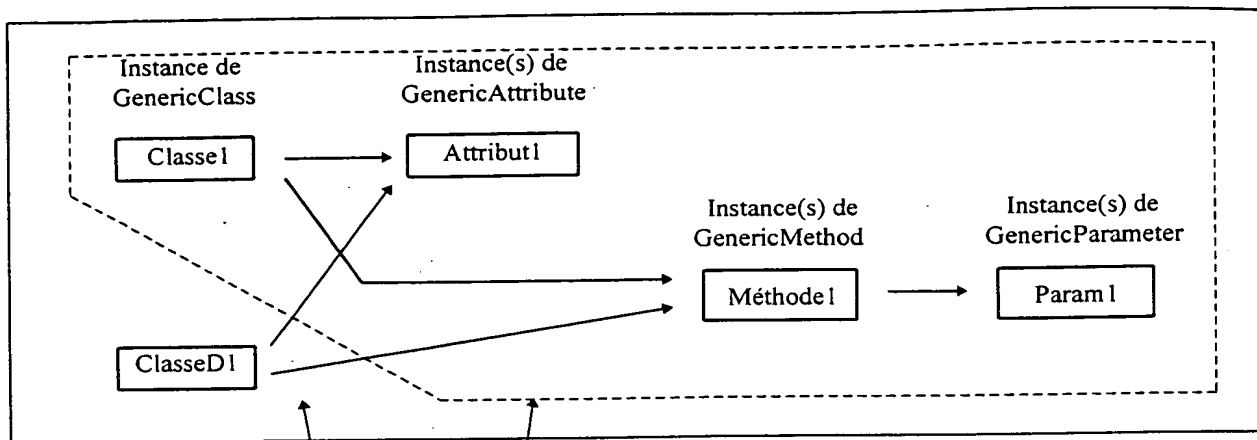 Instance de
GenericClass
Instance(s) de
GenericAttribute
Classe1
Attribut1
Instance(s) de
GenericMethod
Instance(s) de
GenericParameter
Méthode1
Param1
ClasseD1